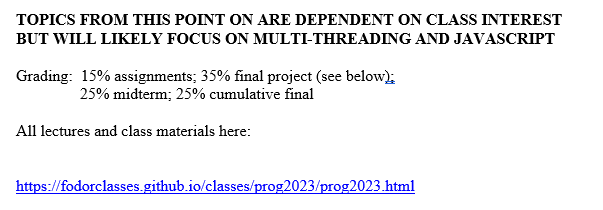 TOPICS FROM THIS POINT ON ARE DEPENDENT ON CLASS INTEREST
BUT WILL LIKELY FOCUS ON MULTI-THREADING AND JAVASCRIPT
Grading:  15% assignments; 35% final project (see below);
25% midterm; 25% cumulative final
All lectures and class materials here:
https://fodorclasses.github.io/classes/prog2023/prog2023.html